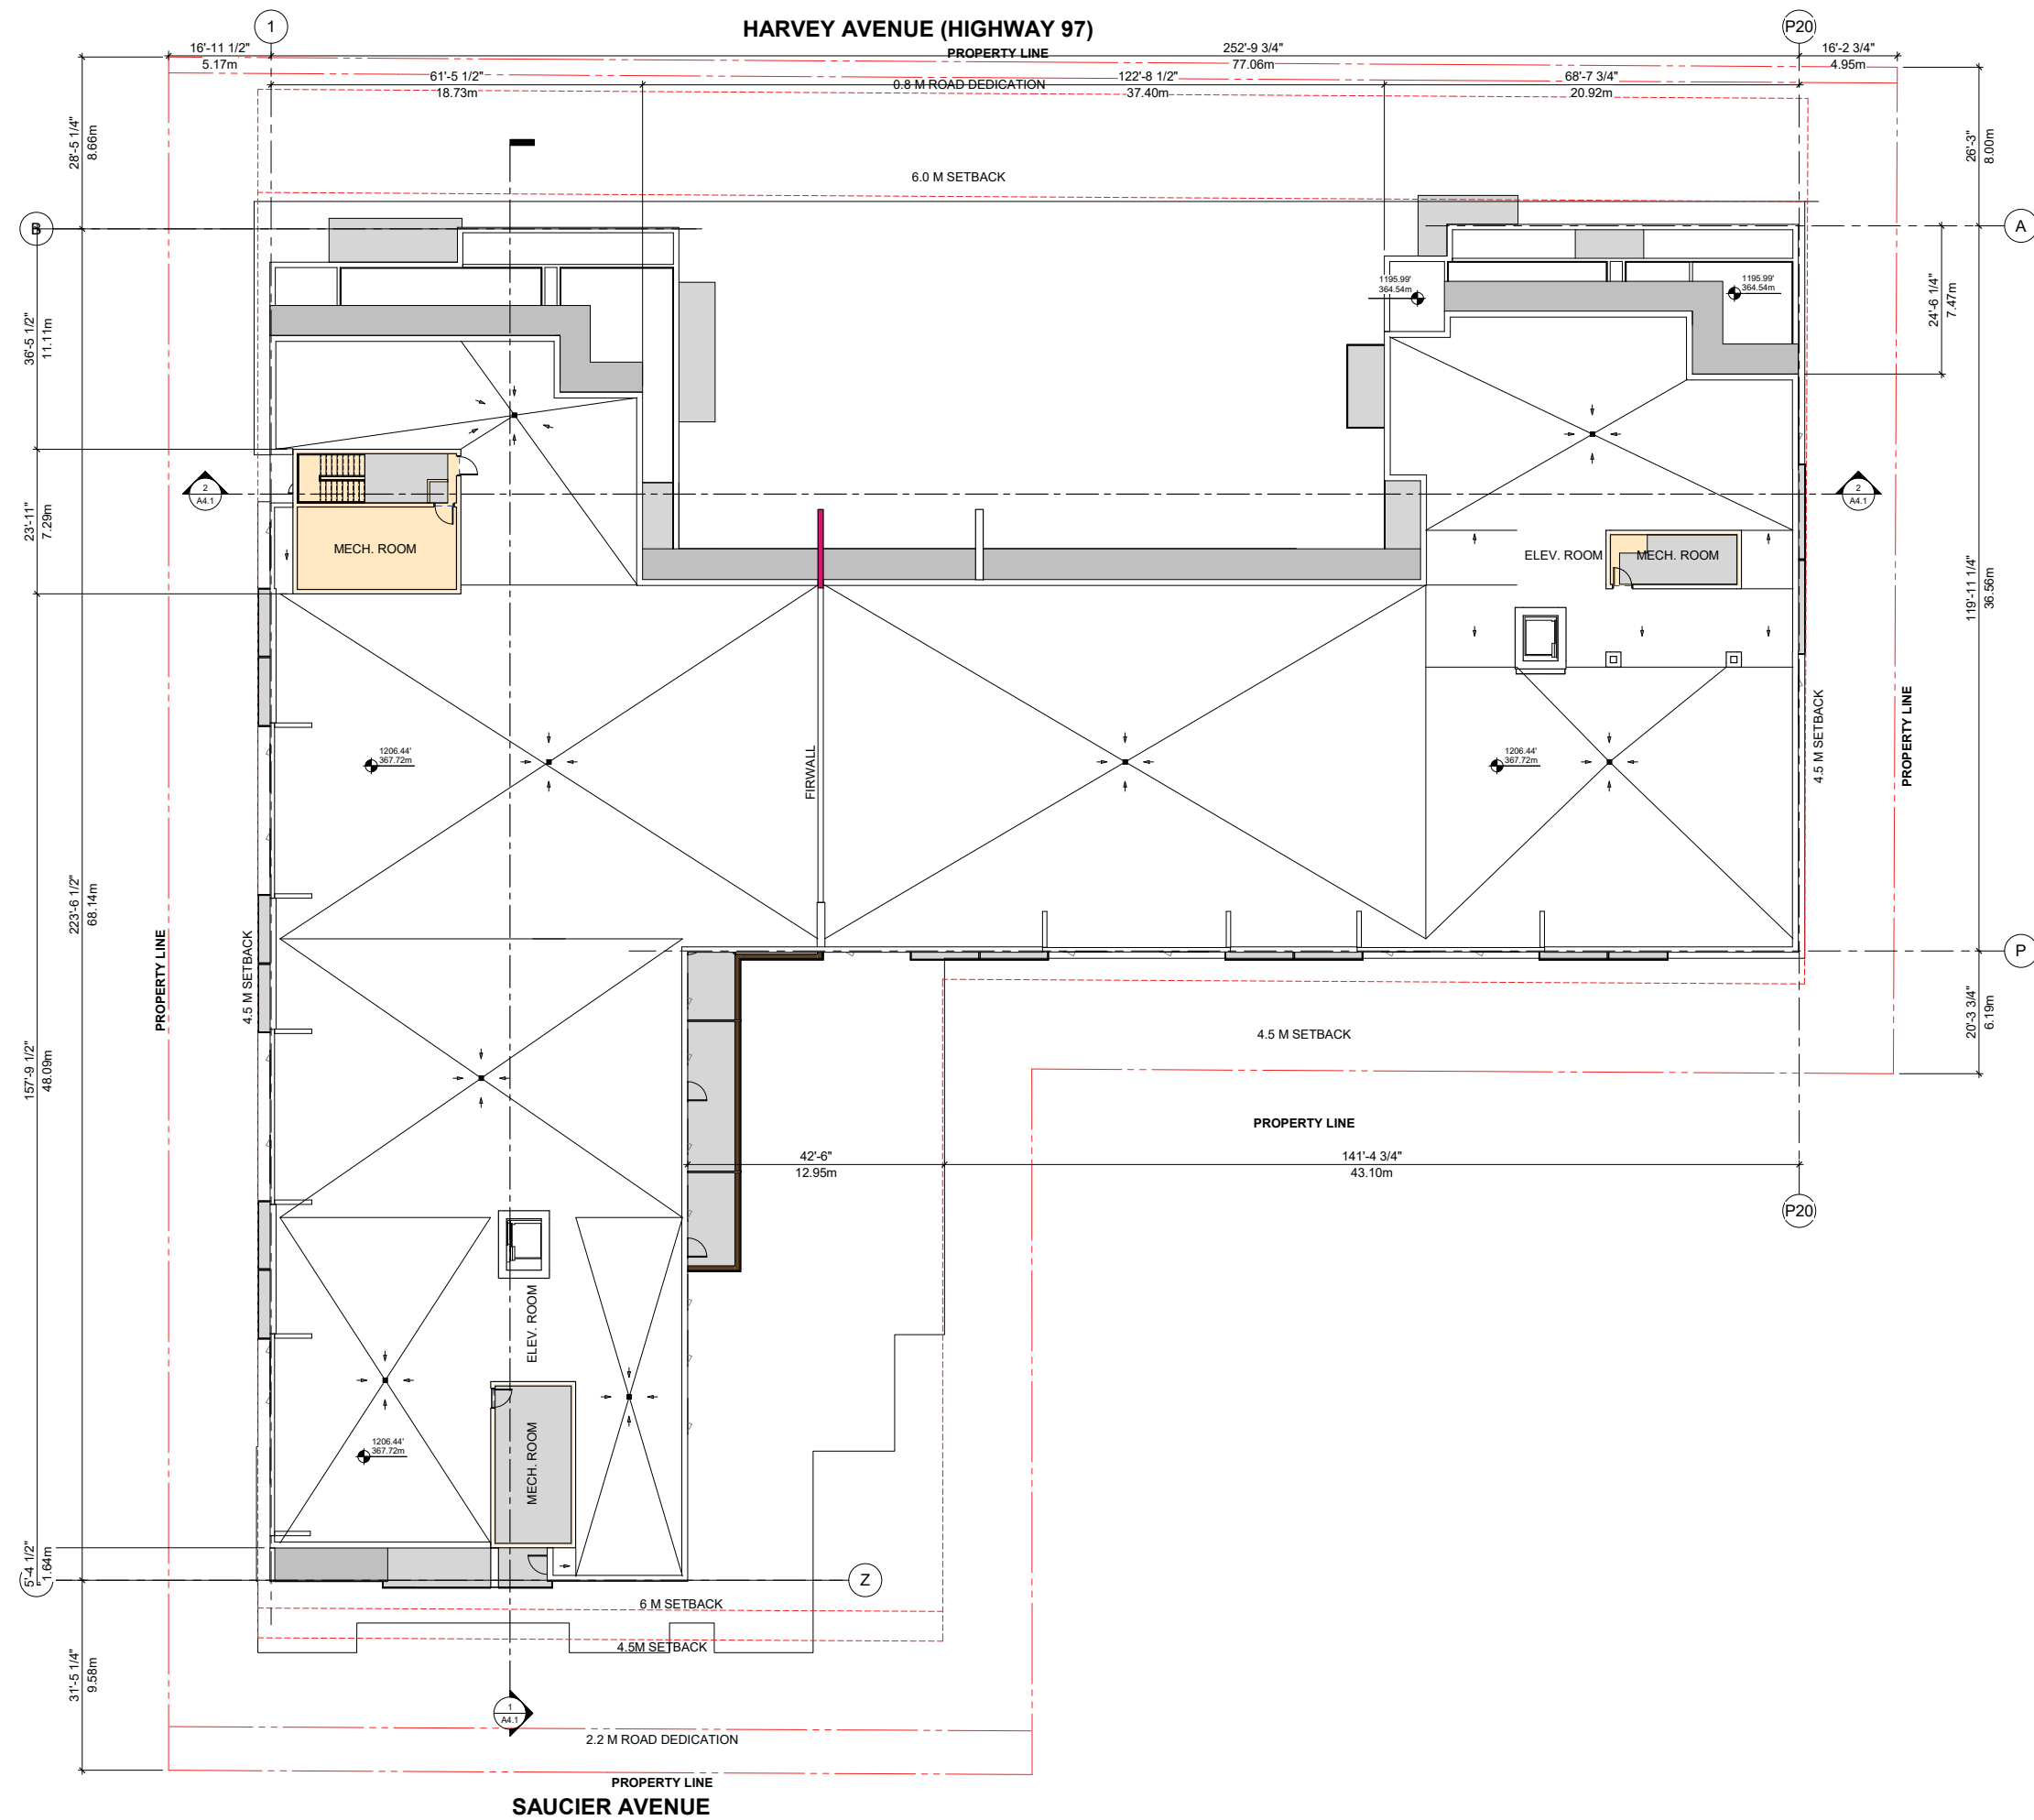 HARVEY AVENUE (HIGHWAY 97)
1
P20
16'-11 1/2"
5.17m
PROPERTY LINE
252'-9 3/4"
77.06m
16'-2 3/4"
4.95m
61'-5 1/2"
18.73m
0.8 M ROAD DEDICATION
122'-8 1/2"
37.40m
68'-7 3/4"
20.92m
28'-5 1/4"
8.66m
26'-3"
8.00m
6.0 M SETBACK
B
A
1195.99'
364.54m
1195.99'
364.54m
24'-6 1/4"
7.47m
36'-5 1/2"
11.11m
2
A4.1
2
A4.1
23'-11"
7.29m
MECH. ROOM
ELEV. ROOM
MECH. ROOM
119'-11 1/4"
36.56m
4.5 M SETBACK
PROPERTY LINE
1206.44'
367.72m
FIRWALL
1206.44'
367.72m
223'-6 1/2"
68.14m
PROPERTY LINE
4.5 M SETBACK
P
20'-3 3/4"
6.19m
4.5 M SETBACK
157'-9 1/2"
48.09m
PROPERTY LINE
42'-6"
12.95m
141'-4 3/4"
43.10m
P20
ELEV. ROOM
MECH. ROOM
1206.44'
367.72m
5'-4 1/2"
1.64m
Z
6 M SETBACK
4.5M SETBACK
31'-5 1/4"
9.58m
1
A4.1
2.2 M ROAD DEDICATION
PROPERTY LINE
SAUCIER AVENUE